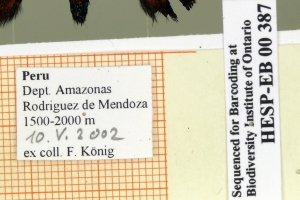 Peru
Dept. Amazonas
Rodriguez de Mendoza
1500-2000 m
10. V. 2002
ex coll. F. König
Sequenced for Barcoding at
Biodiversity Institute of Ontario
HESP-EB 00 387